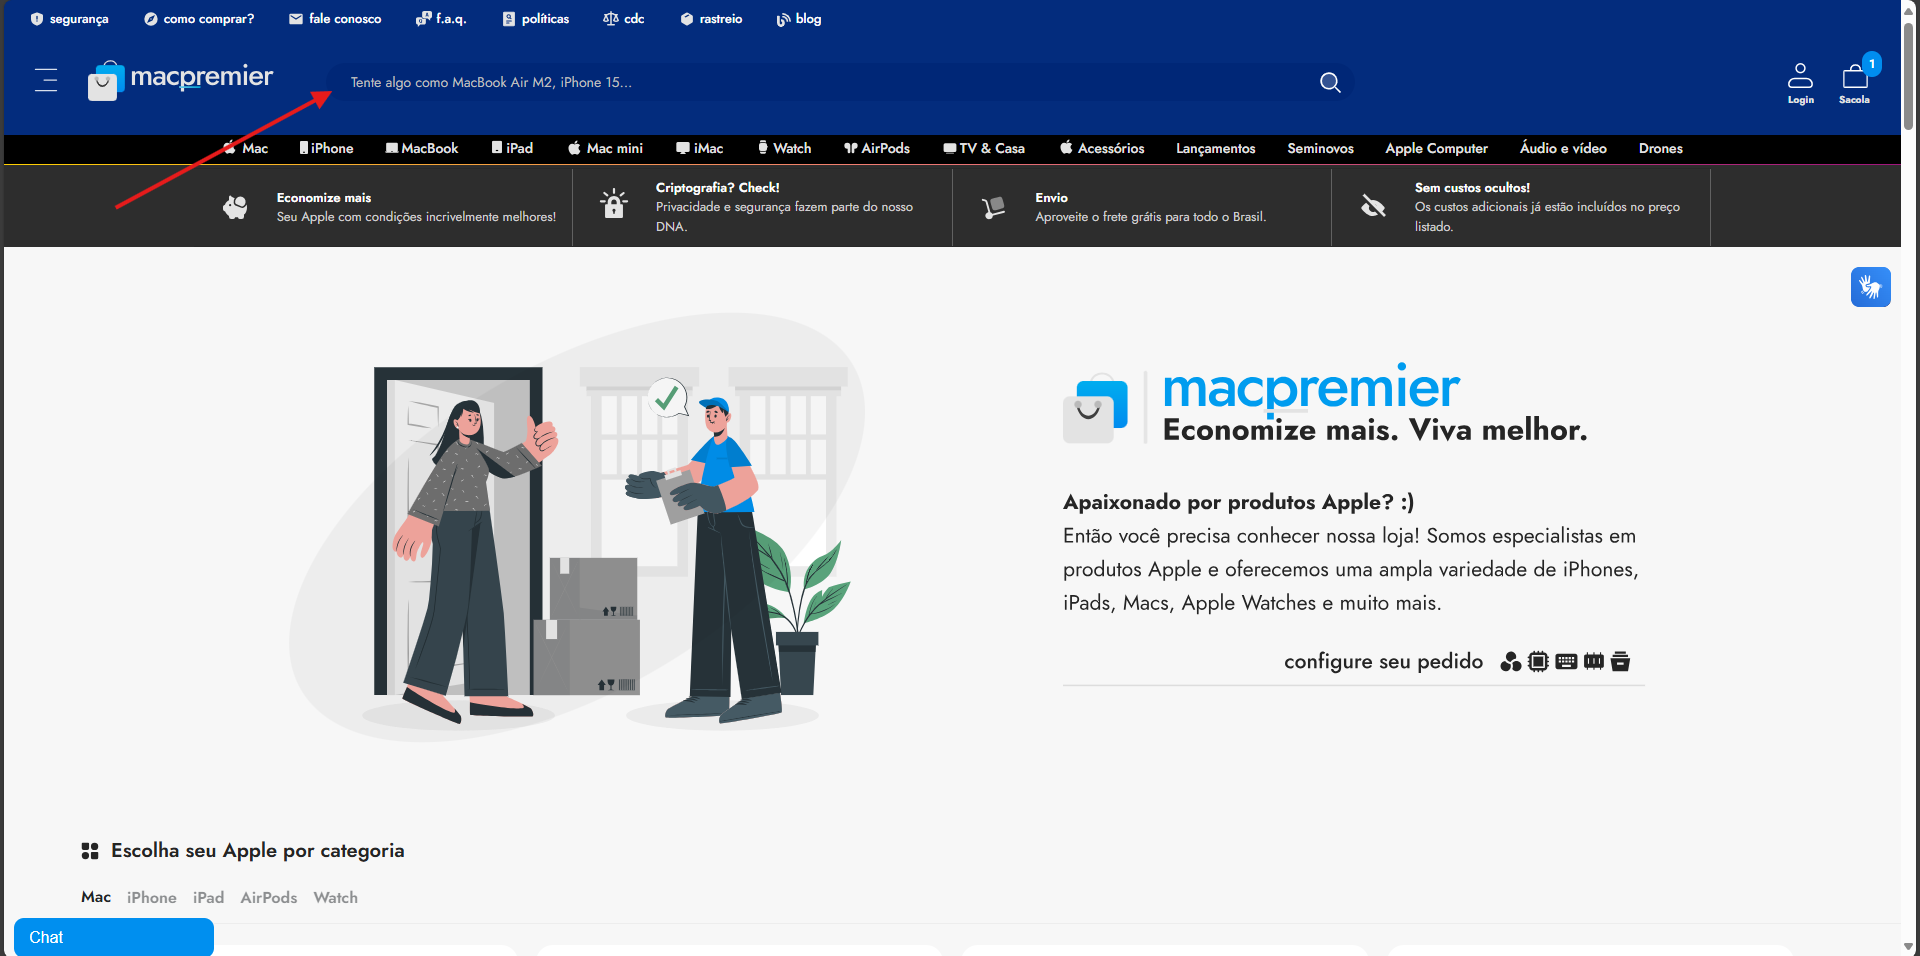 segurança como comprar? fale conosco f.a.q. políticas cdc rastreio blog
macpremier
Tente algo como MacBook Air M2, iPhone 15...
1
Login Sacola
Mac iPhone MacBook iPad Mac mini iMac Watch AirPods TV & Casa Acessórios Lançamentos Seminovos Apple Computer Áudio e vídeo Drones
Economize mais
Seu Apple com condições incrivelmente melhores!
Criptografia? Check!
Privacidade e segurança fazem parte do nosso
DNA.
Envio
Aproveite o frete grátis para todo o Brasil.
Sem custos ocultos!
Os custos adicionais já estão incluídos no preço
listado.
macpremier
Economize mais. Viva melhor.
Apaixonado por produtos Apple? :)
Então você precisa conhecer nossa loja! Somos especialistas em
produtos Apple e oferecemos uma ampla variedade de iPhones,
iPads, Macs, Apple Watches e muito mais.
configure seu pedido
Escolha seu Apple por categoria
Mac iPhone iPad AirPods Watch
Chat